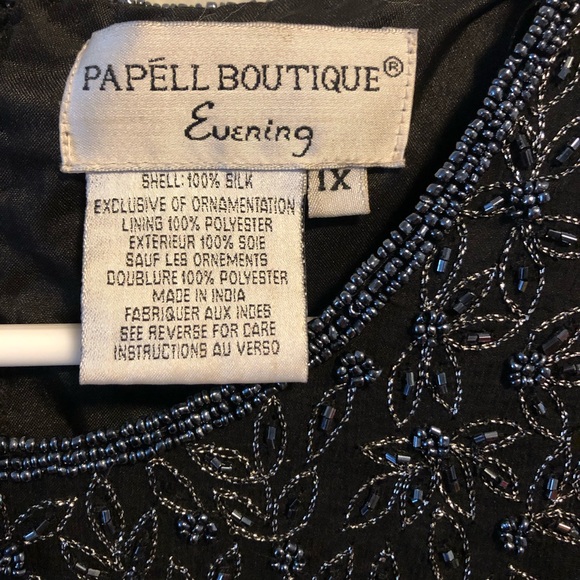 PAPÉLL BOUTIQUE®
Evening
1X
SHELL: 100% SILK
EXCLUSIVE OF ORNAMENTATION
LINING 100% POLYESTER
EXTERIEUR 100% SOIE
SAUF LES ORNEMENTS
DOUBLURE 100% POLYESTER
MADE IN INDIA
FABRIQUER AUX INDES
SEE REVERSE FOR CARE
INSTRUCTIONS AU VERSO